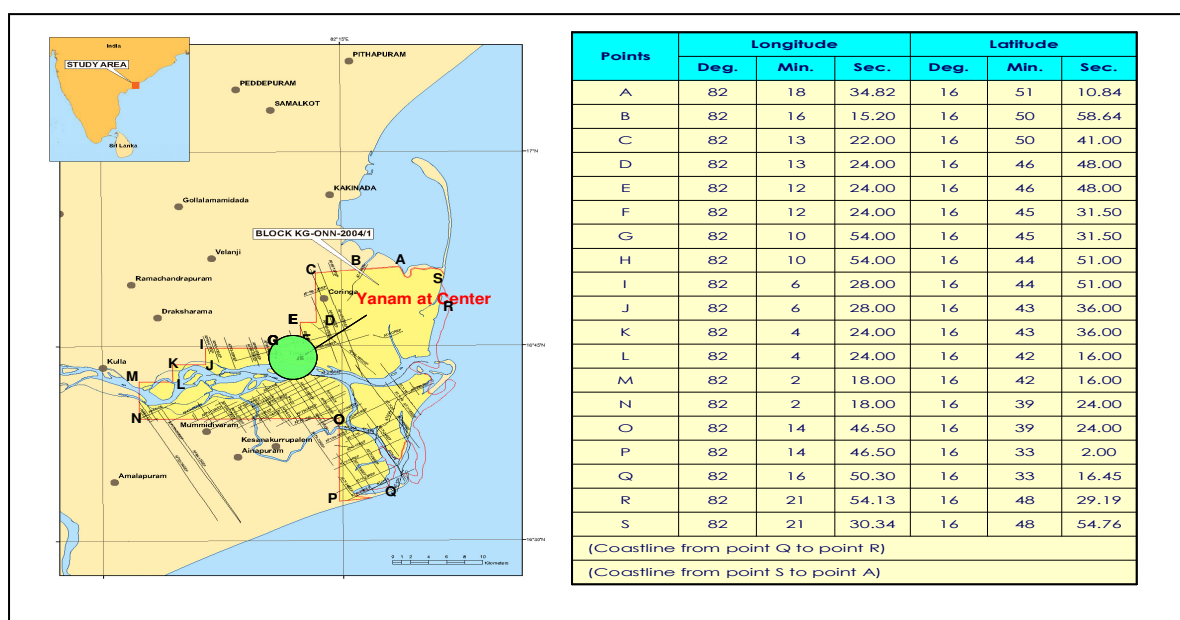 India
STUDY AREA
Sri Lanka
82°15'E
PITHAPURAM
PEDDEPURAM
SAMALKOT
17°N
KAKINADA
Gollalamamidada
BLOCK KG-ONN-2004/1
Velanji
B
A
C
S
Ramachandrapuram
Coringa
Yanam at Center
R
Draksharama
E
D
F
G
I
16°45'N
Kulla
K
J
M
L
N
O
Mummidivaram
Kesanakurrupalem
Ainapuram
Amalapuram
P
Q
16°30'N
0 1 2 4 6 8 10
Kilometers
Points Longitude Latitude
Deg. Min. Sec. Deg. Min. Sec.
A 82 18 34.82 16 51 10.84
B 82 16 15.20 16 50 58.64
C 82 13 22.00 16 50 41.00
D 82 13 24.00 16 46 48.00
E 82 12 24.00 16 46 48.00
F 82 12 24.00 16 45 31.50
G 82 10 54.00 16 45 31.50
H 82 10 54.00 16 44 51.00
I 82 6 28.00 16 44 51.00
J 82 6 28.00 16 43 36.00
K 82 4 24.00 16 43 36.00
L 82 4 24.00 16 42 16.00
M 82 2 18.00 16 42 16.00
N 82 2 18.00 16 39 24.00
O 82 14 46.50 16 39 24.00
P 82 14 46.50 16 33 2.00
Q 82 16 50.30 16 33 16.45
R 82 21 54.13 16 48 29.19
S 82 21 30.34 16 48 54.76
(Coastline from point Q to point R)
(Coastline from point S to point A)